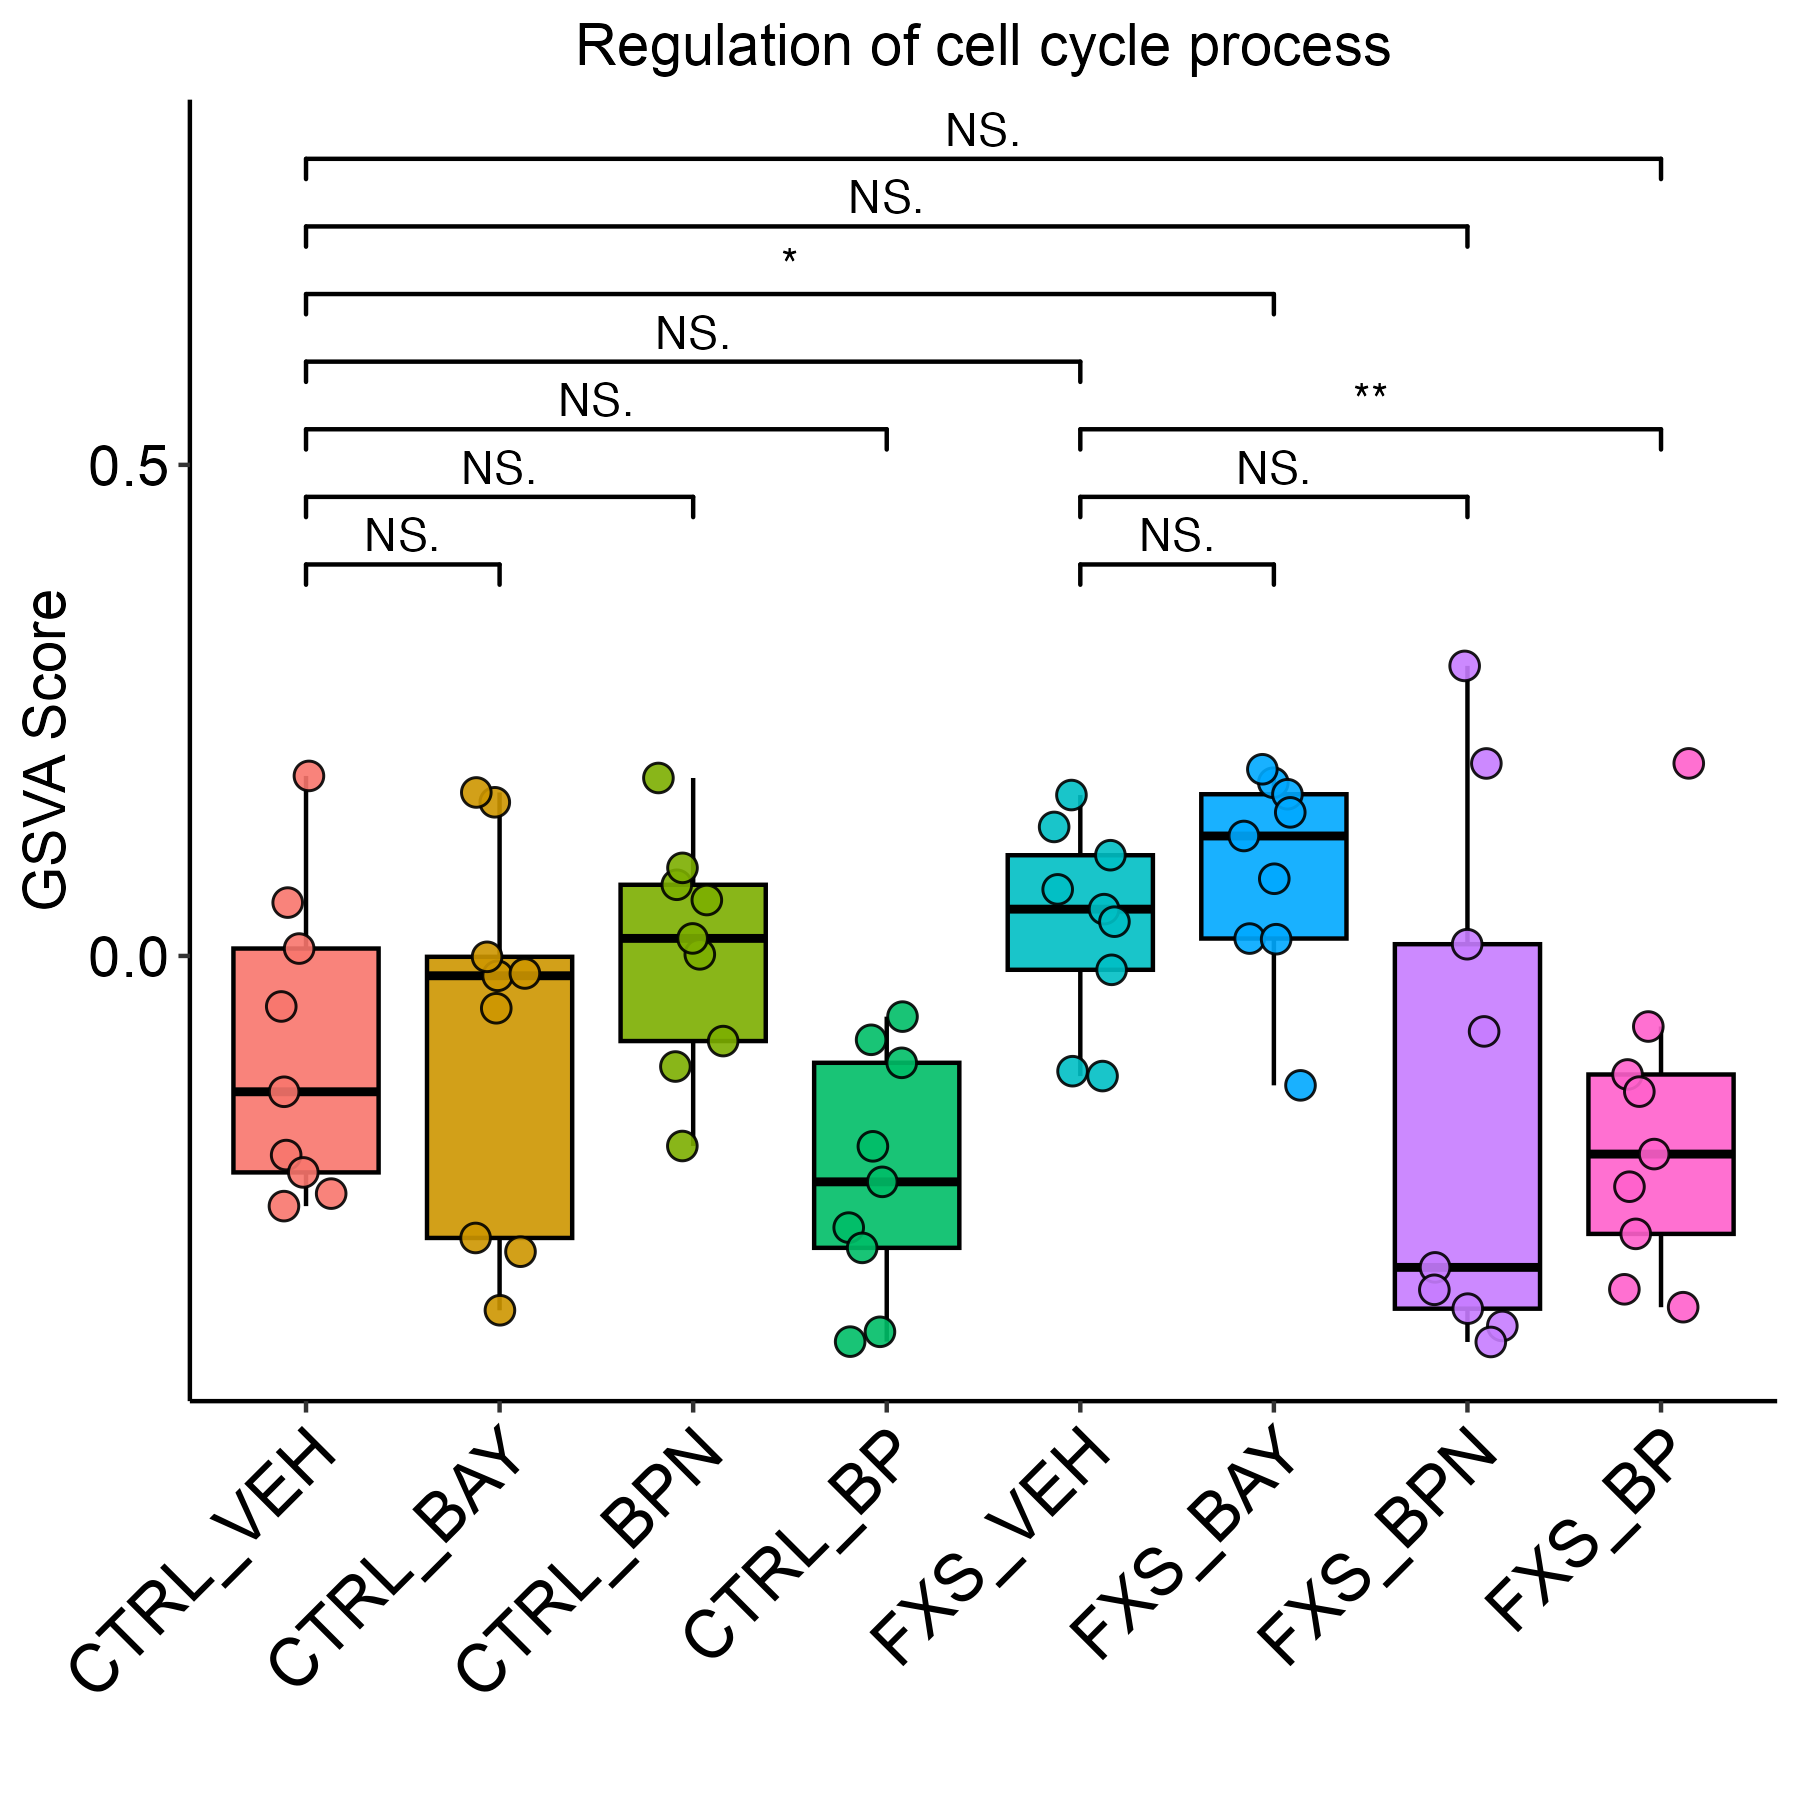 Regulation of cell cycle process
NS.
NS.
*
NS.
NS.
**
NS.
NS.
NS.
NS.
GSVA Score
0.5
0.0
CTRL_VEH
CTRL_BAY
CTRL_BPN
CTRL_BP
FXS_VEH
FXS_BAY
FXS_BPN
FXS_BP